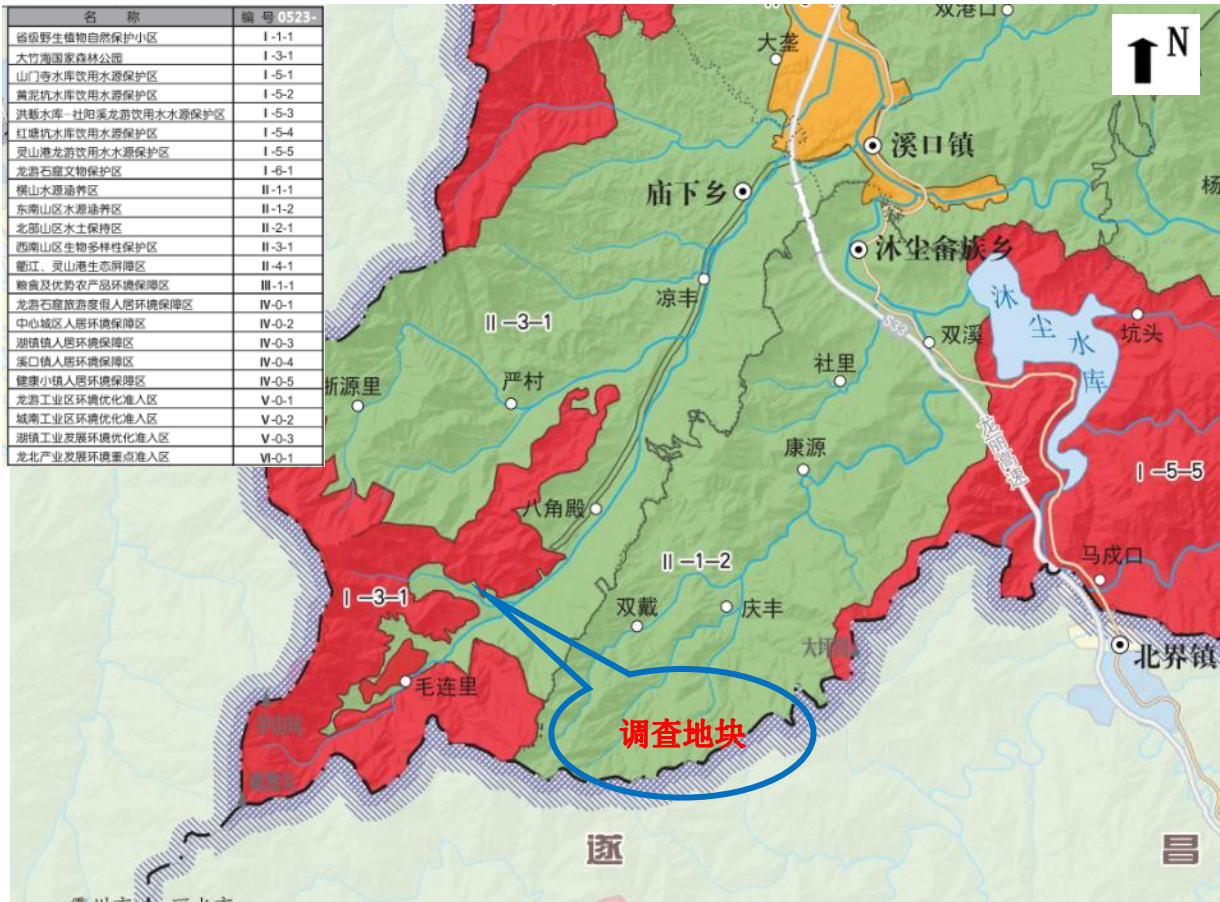 名 称 编 号 0523-
省级野生植物自然保护小区 I -1-1
大竹海国家森林公园 I -3-1
山门寺水库饮用水源保护区 I -5-1
黄泥坑水库饮用水源保护区 I -5-2
洪畈水库-社阳溪龙游饮用水水源保护区 I -5-3
红塘坑水库饮用水源保护区 I -5-4
灵山港龙游饮用水水源保护区 I -5-5
龙游石窟文物保护区 I -6-1
横山水源涵养区 II -1-1
东南山区水源涵养区 II -1-2
北部山区水土保持区 II -2-1
西南山区生物多样性保护区 II -3-1
衢江、灵山港生态屏障区 II -4-1
粮食及优势农产品环境保障区 III -1-1
龙游石窟旅游度假人居环境保障区 IV-0-1
中心城区人居环境保障区 IV-0-2
湖镇镇人居环境保障区 IV-0-3
溪口镇人居环境保障区 IV-0-4
健康小镇人居环境保障区 IV-0-5
龙游工业区环境优化准入区 V-0-1
城南工业区环境优化准入区 V-0-2
湖镇工业发展环境优化准入区 V-0-3
龙北产业发展环境重点准入区 VI-0-1
双港口
大垄
N
溪口镇
杨
庙下乡
沐尘畲族乡
凉丰
沐尘水库
II -3-1
S33
双溪
坑头
社里
严村
浙源里
龙丽高速
康源
I -5-5
八角殿
II -1-2
马戍口
I -3-1
双戴
庆丰
北界镇
毛连里
调查地块
遂
昌